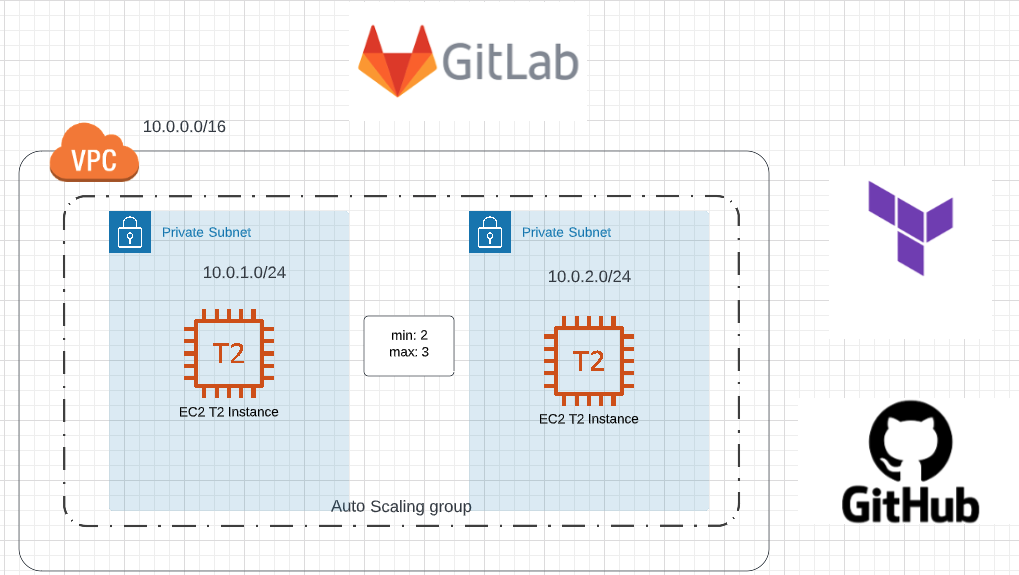 GitLab
10.0.0.0/16
VPC
Private Subnet
Private Subnet
10.0.1.0/24
10.0.2.0/24
min: 2
max: 3
T2
T2
EC2 T2 Instance
EC2 T2 Instance
Auto Scaling group
GitHub